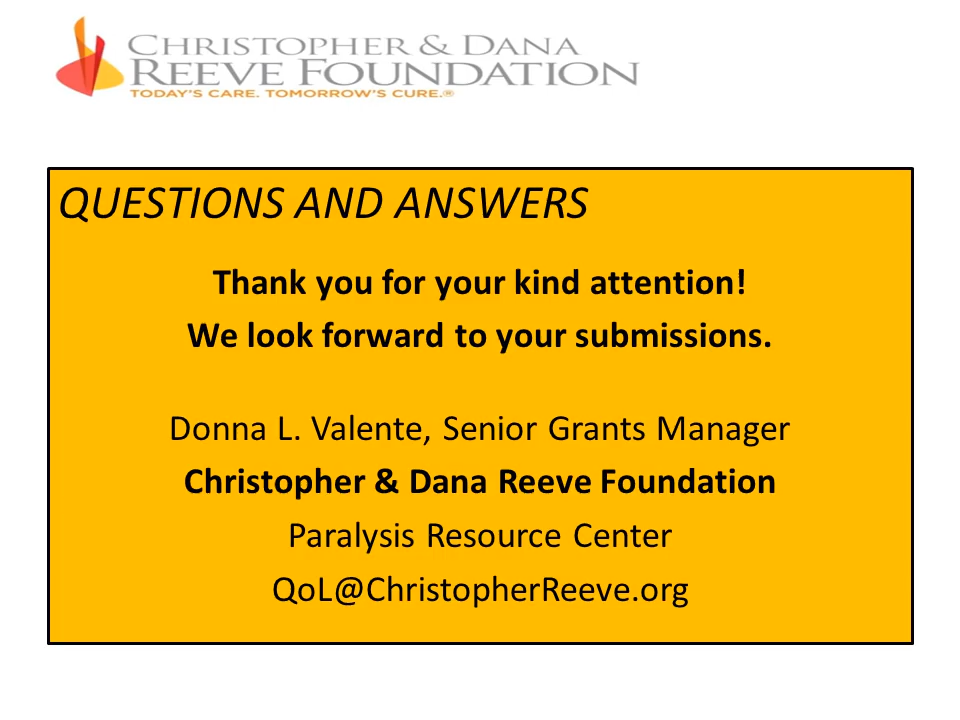 CHRISTOPHER & DANA
REEVE FOUNDATION
TODAY'S CARE. TOMORROW'S CURE.®
QUESTIONS AND ANSWERS
Thank you for your kind attention!
We look forward to your submissions.
Donna L. Valente, Senior Grants Manager
Christopher & Dana Reeve Foundation
Paralysis Resource Center
QoL@ChristopherReeve.org